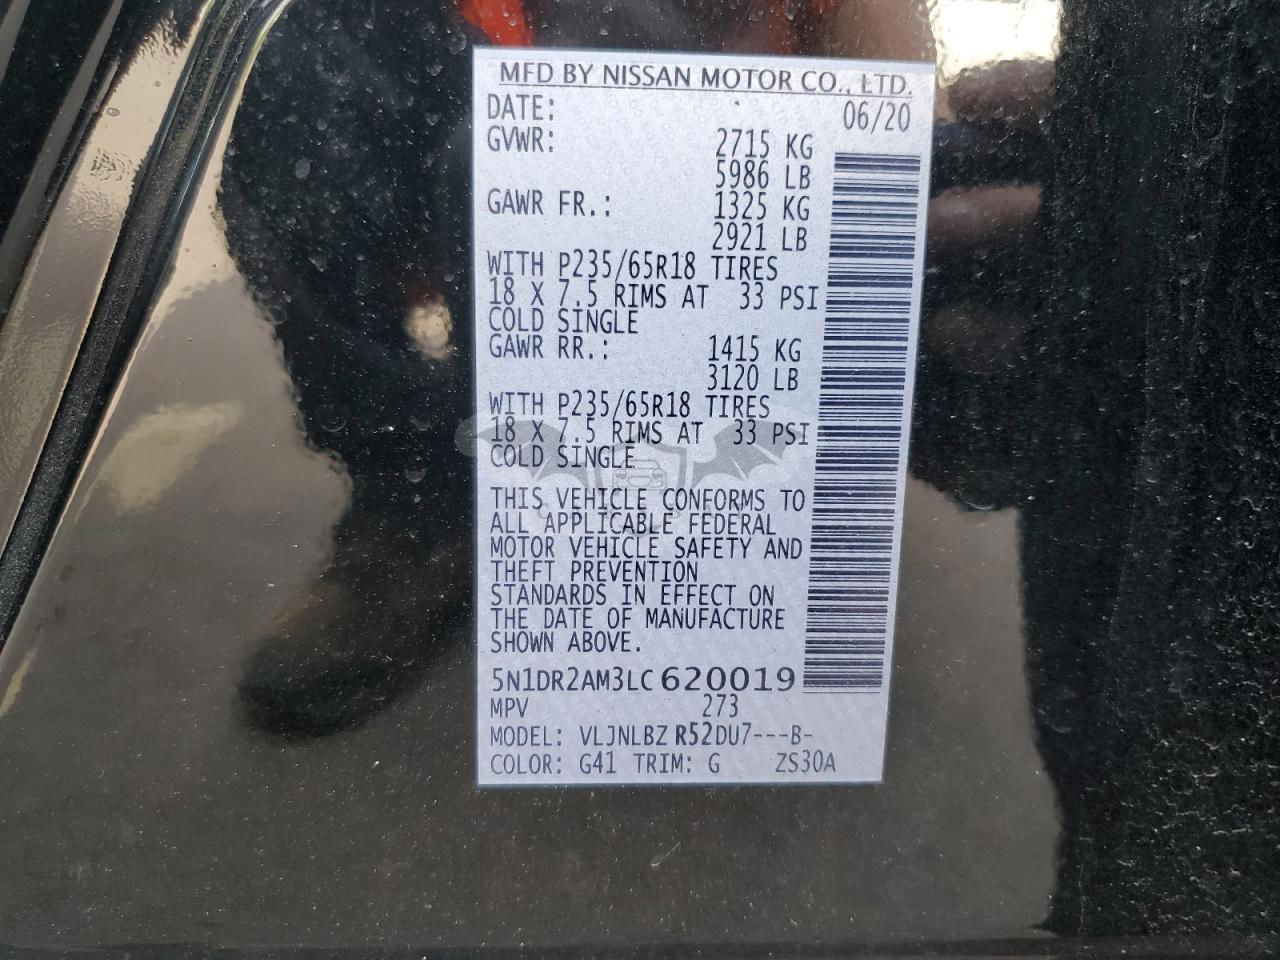 MFD BY NISSAN MOTOR CO., LTD.
DATE: 06/20
GVWR: 2715 KG
5986 LB
GAWR FR.: 1325 KG
2921 LB
WITH P235/65R18 TIRES
18 X 7.5 RIMS AT 33 PSI
COLD SINGLE
GAWR RR.: 1415 KG
3120 LB
WITH P235/65R18 TIRES
18 X 7.5 RIMS AT 33 PSI
COLD SINGLE
THIS VEHICLE CONFORMS TO
ALL APPLICABLE FEDERAL
MOTOR VEHICLE SAFETY AND
THEFT PREVENTION
STANDARDS IN EFFECT ON
THE DATE OF MANUFACTURE
SHOWN ABOVE.
5N1DR2AM3LC620019
MPV 273
MODEL: VLJNLBZ R52DU7---B-
COLOR: G41 TRIM: G ZS30A